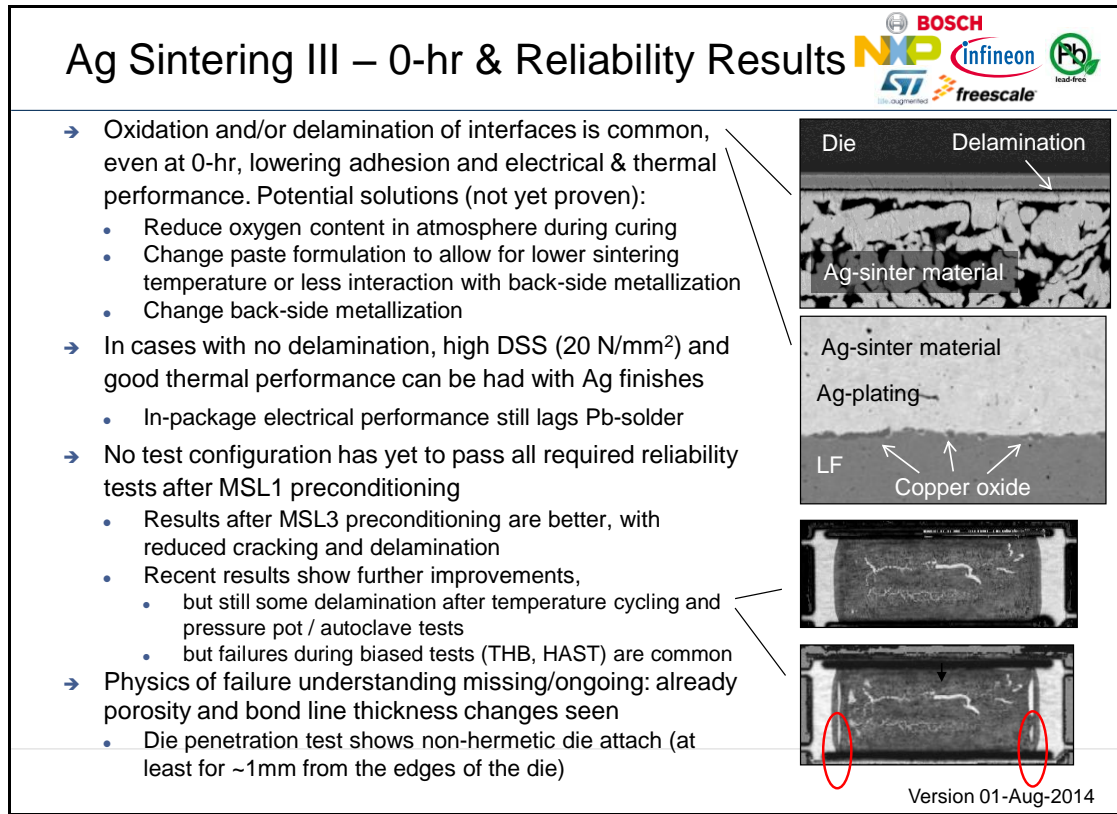 Ag Sintering III – 0-hr & Reliability Results
BOSCH
NXP
infineon
Pb
lead-free
ST
life.augmented
freescale
➔ Oxidation and/or delamination of interfaces is common,
even at 0-hr, lowering adhesion and electrical & thermal
performance. Potential solutions (not yet proven):
• Reduce oxygen content in atmosphere during curing
• Change paste formulation to allow for lower sintering
temperature or less interaction with back-side metallization
• Change back-side metallization
➔ In cases with no delamination, high DSS (20 N/mm²) and
good thermal performance can be had with Ag finishes
• In-package electrical performance still lags Pb-solder
➔ No test configuration has yet to pass all required reliability
tests after MSL1 preconditioning
• Results after MSL3 preconditioning are better, with
reduced cracking and delamination
• Recent results show further improvements,
• but still some delamination after temperature cycling and
pressure pot / autoclave tests
• but failures during biased tests (THB, HAST) are common
➔ Physics of failure understanding missing/ongoing: already
porosity and bond line thickness changes seen
• Die penetration test shows non-hermetic die attach (at
least for ~1mm from the edges of the die)
Die
Delamination
Ag-sinter material
Ag-sinter material
Ag-plating
LF
Copper oxide
Version 01-Aug-2014